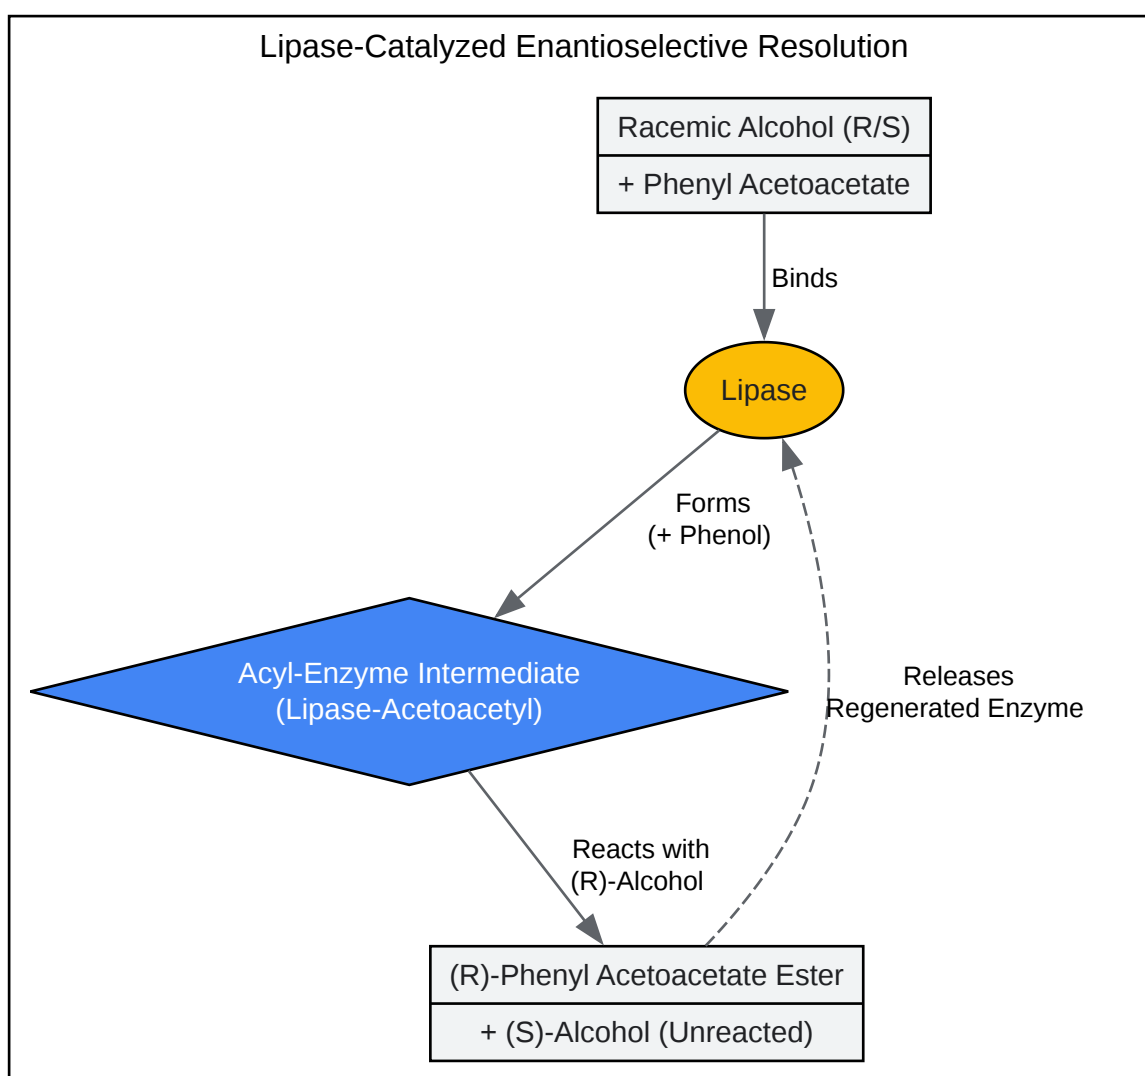 Lipase-Catalyzed Enantioselective Resolution
Racemic Alcohol (R/S)
+ Phenyl Acetoacetate
Binds
Lipase
Forms
(+ Phenol)
Acyl-Enzyme Intermediate
(Lipase-Acetoacetyl)
Releases
Regenerated Enzyme
Reacts with
(R)-Alcohol
(R)-Phenyl Acetoacetate Ester
+ (S)-Alcohol (Unreacted)